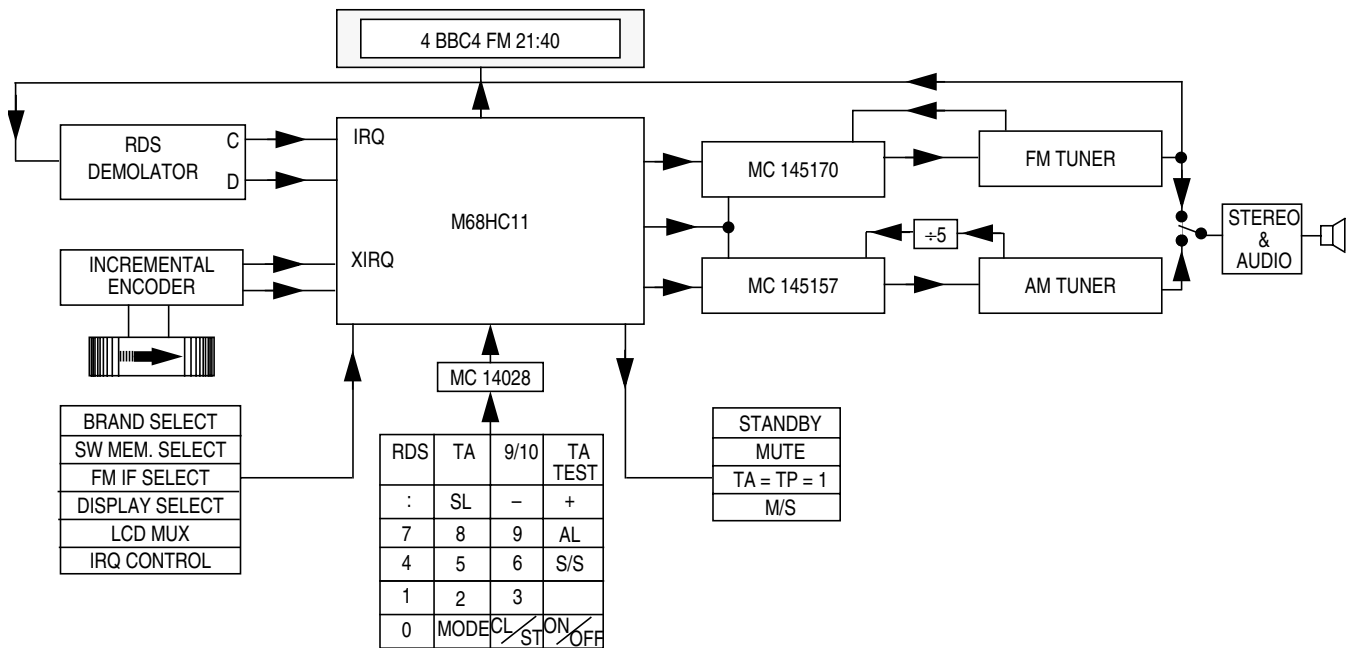 4 BBC4 FM 21:40
RDS
DEMOLATOR
C
D
IRQ
XIRQ
M68HC11
MC 145170
FM TUNER
÷5
MC 145157
AM TUNER
STEREO
&
AUDIO
INCREMENTAL
ENCODER
MC 14028
BRAND SELECT
SW MEM. SELECT
FM IF SELECT
DISPLAY SELECT
LCD MUX
IRQ CONTROL
RDS TA 9/10 TA
TEST
: SL – +
7 8 9 AL
4 5 6 S/S
1 2 3
0 MODE CL/ST ON/OFF
STANDBY
MUTE
TA = TP = 1
M/S